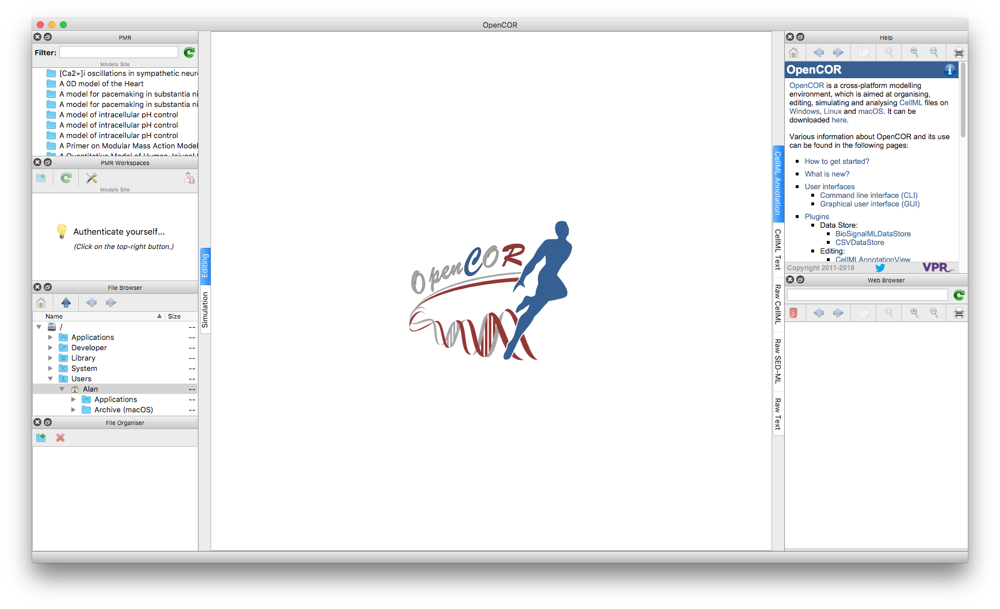 OpenCOR
PMR
Filter:
Models Site
[Ca2+]i oscillations in sympathetic neur
A 0D model of the Heart
A model for pacemaking in substantia ni
A model for pacemaking in substantia ni
A model of intracellular pH control
A model of intracellular pH control
A model of intracellular pH control
A Primer on Modular Mass Action Model
A Quantitative Model of Human Jejunal
PMR Workspaces
Models Site
Authenticate yourself...
(Click on the top-right button.)
File Browser
Name Size
/ --
Applications --
Developer --
Library --
System --
Users --
Alan --
Applications --
Archive (macOS) --
File Organiser
Editing
Simulation
OpenCOR
CellML Annotation
CellML Text
Raw CellML
Raw SED-ML
Raw Text
Help
OpenCOR
OpenCOR is a cross-platform modelling
environment, which is aimed at organising,
editing, simulating and analysing CellML files on
Windows, Linux and macOS. It can be
downloaded here.
Various information about OpenCOR and its use
can be found in the following pages:
How to get started?
What is new?
User interfaces
Command line interface (CLI)
Graphical user interface (GUI)
Plugins
Data Store:
BioSignalMLDataStore
CSVDataStore
Editing:
CellMLAnnotationView
Copyright 2011-2018 VPR
Web Browser